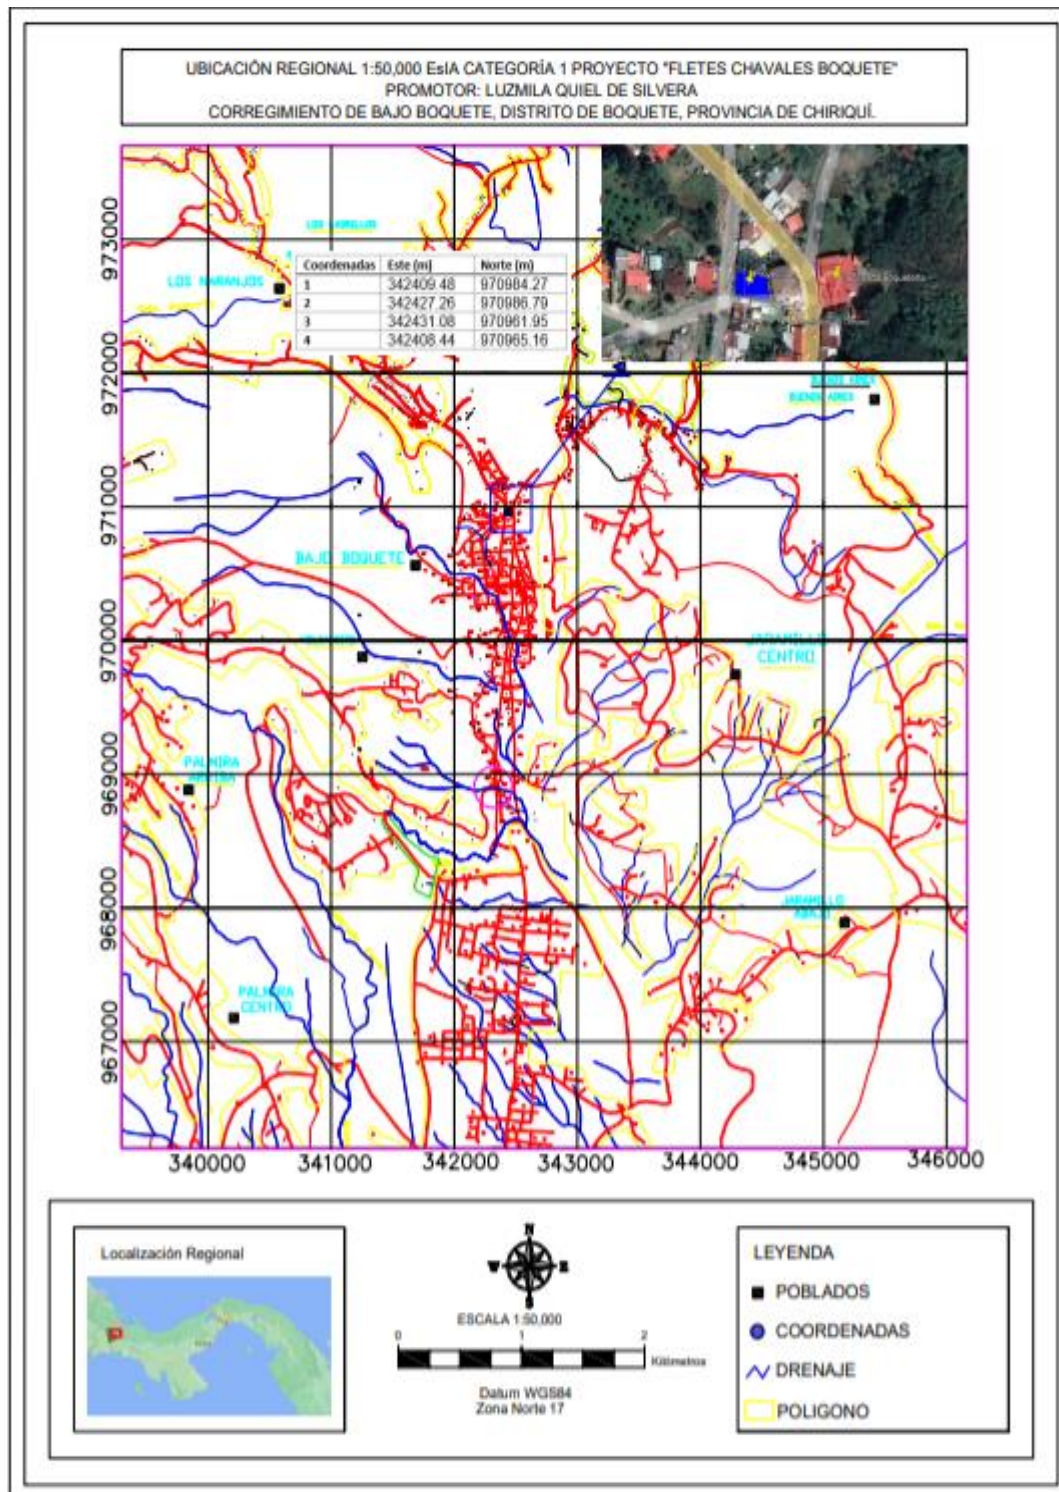 UBICACIÓN REGIONAL 1:50,000 EsIA CATEGORÍA 1 PROYECTO "FLETES CHAVALES BOQUETE"
PROMOTOR: LUZMILA QUIEL DE SILVERA
CORREGIMIENTO DE BAJO BOQUETE, DISTRITO DE BOQUETE, PROVINCIA DE CHIRIQUÍ.
973000
LOS NARANJOS
Coordenadas Este (m) Norte (m)
1 342409.48 970984.27
2 342427.26 970986.79
3 342431.08 970961.95
4 342408.44 970965.16
972000
BUENOS AIRES
971000
BAJO BOQUETE
970000
JARAMILLO
CENTRO
969000
PALMIRA
ARRIBA
968000
JARAMILLO
ABAJO
PALMIRA
CENTRO
967000
340000 341000 342000 343000 344000 345000 346000
Localización Regional
N
W E
S
ESCALA 1:50,000
0 1 2
Kilómetros
Datum WGS84
Zona Norte 17
LEYENDA
POBLADOS
COORDENADAS
DRENAJE
POLIGONO